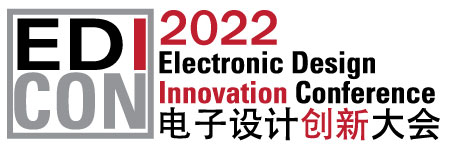 EDI
CON
2022
Electronic Design
Innovation Conference
电子设计创新大会